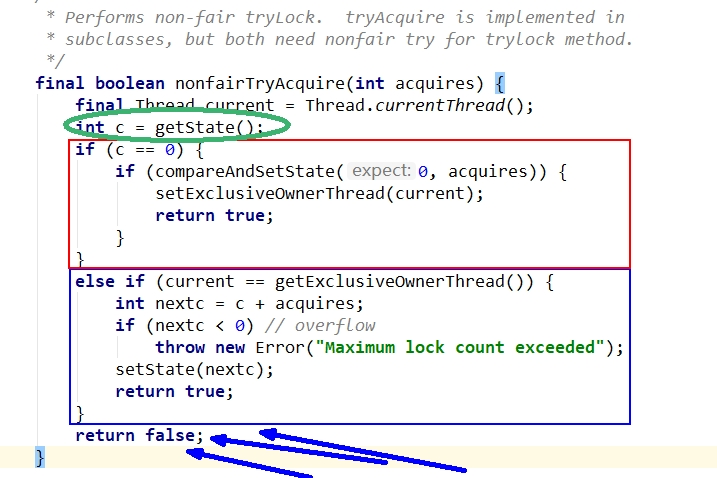 * Performs non-fair tryLock.  tryAcquire is implemented in
* subclasses, but both need nonfair try for trylock method.
*/
final boolean nonfairTryAcquire(int acquires) {
final Thread current = Thread.currentThread();
int c = getState();
if (c == 0) {
if (compareAndSetState( expect: 0, acquires)) {
setExclusiveOwnerThread(current);
return true;
}
}
else if (current == getExclusiveOwnerThread()) {
int nextc = c + acquires;
if (nextc < 0) // overflow
throw new Error("Maximum lock count exceeded");
setState(nextc);
return true;
}
return false;
}